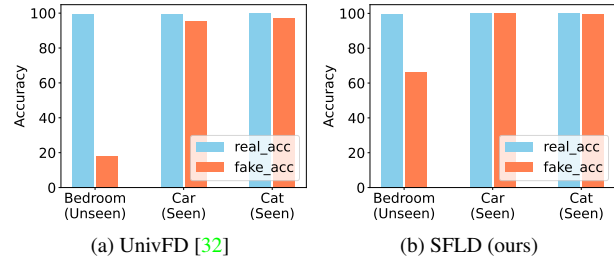 100
80
60
40
20
0
Accuracy
real_acc
fake_acc
Bedroom
(Unseen)
Car
(Seen)
Cat
(Seen)
(a) UnivFD [32]
100
80
60
40
20
0
Accuracy
real_acc
fake_acc
Bedroom
(Unseen)
Car
(Seen)
Cat
(Seen)
(b) SFLD (ours)